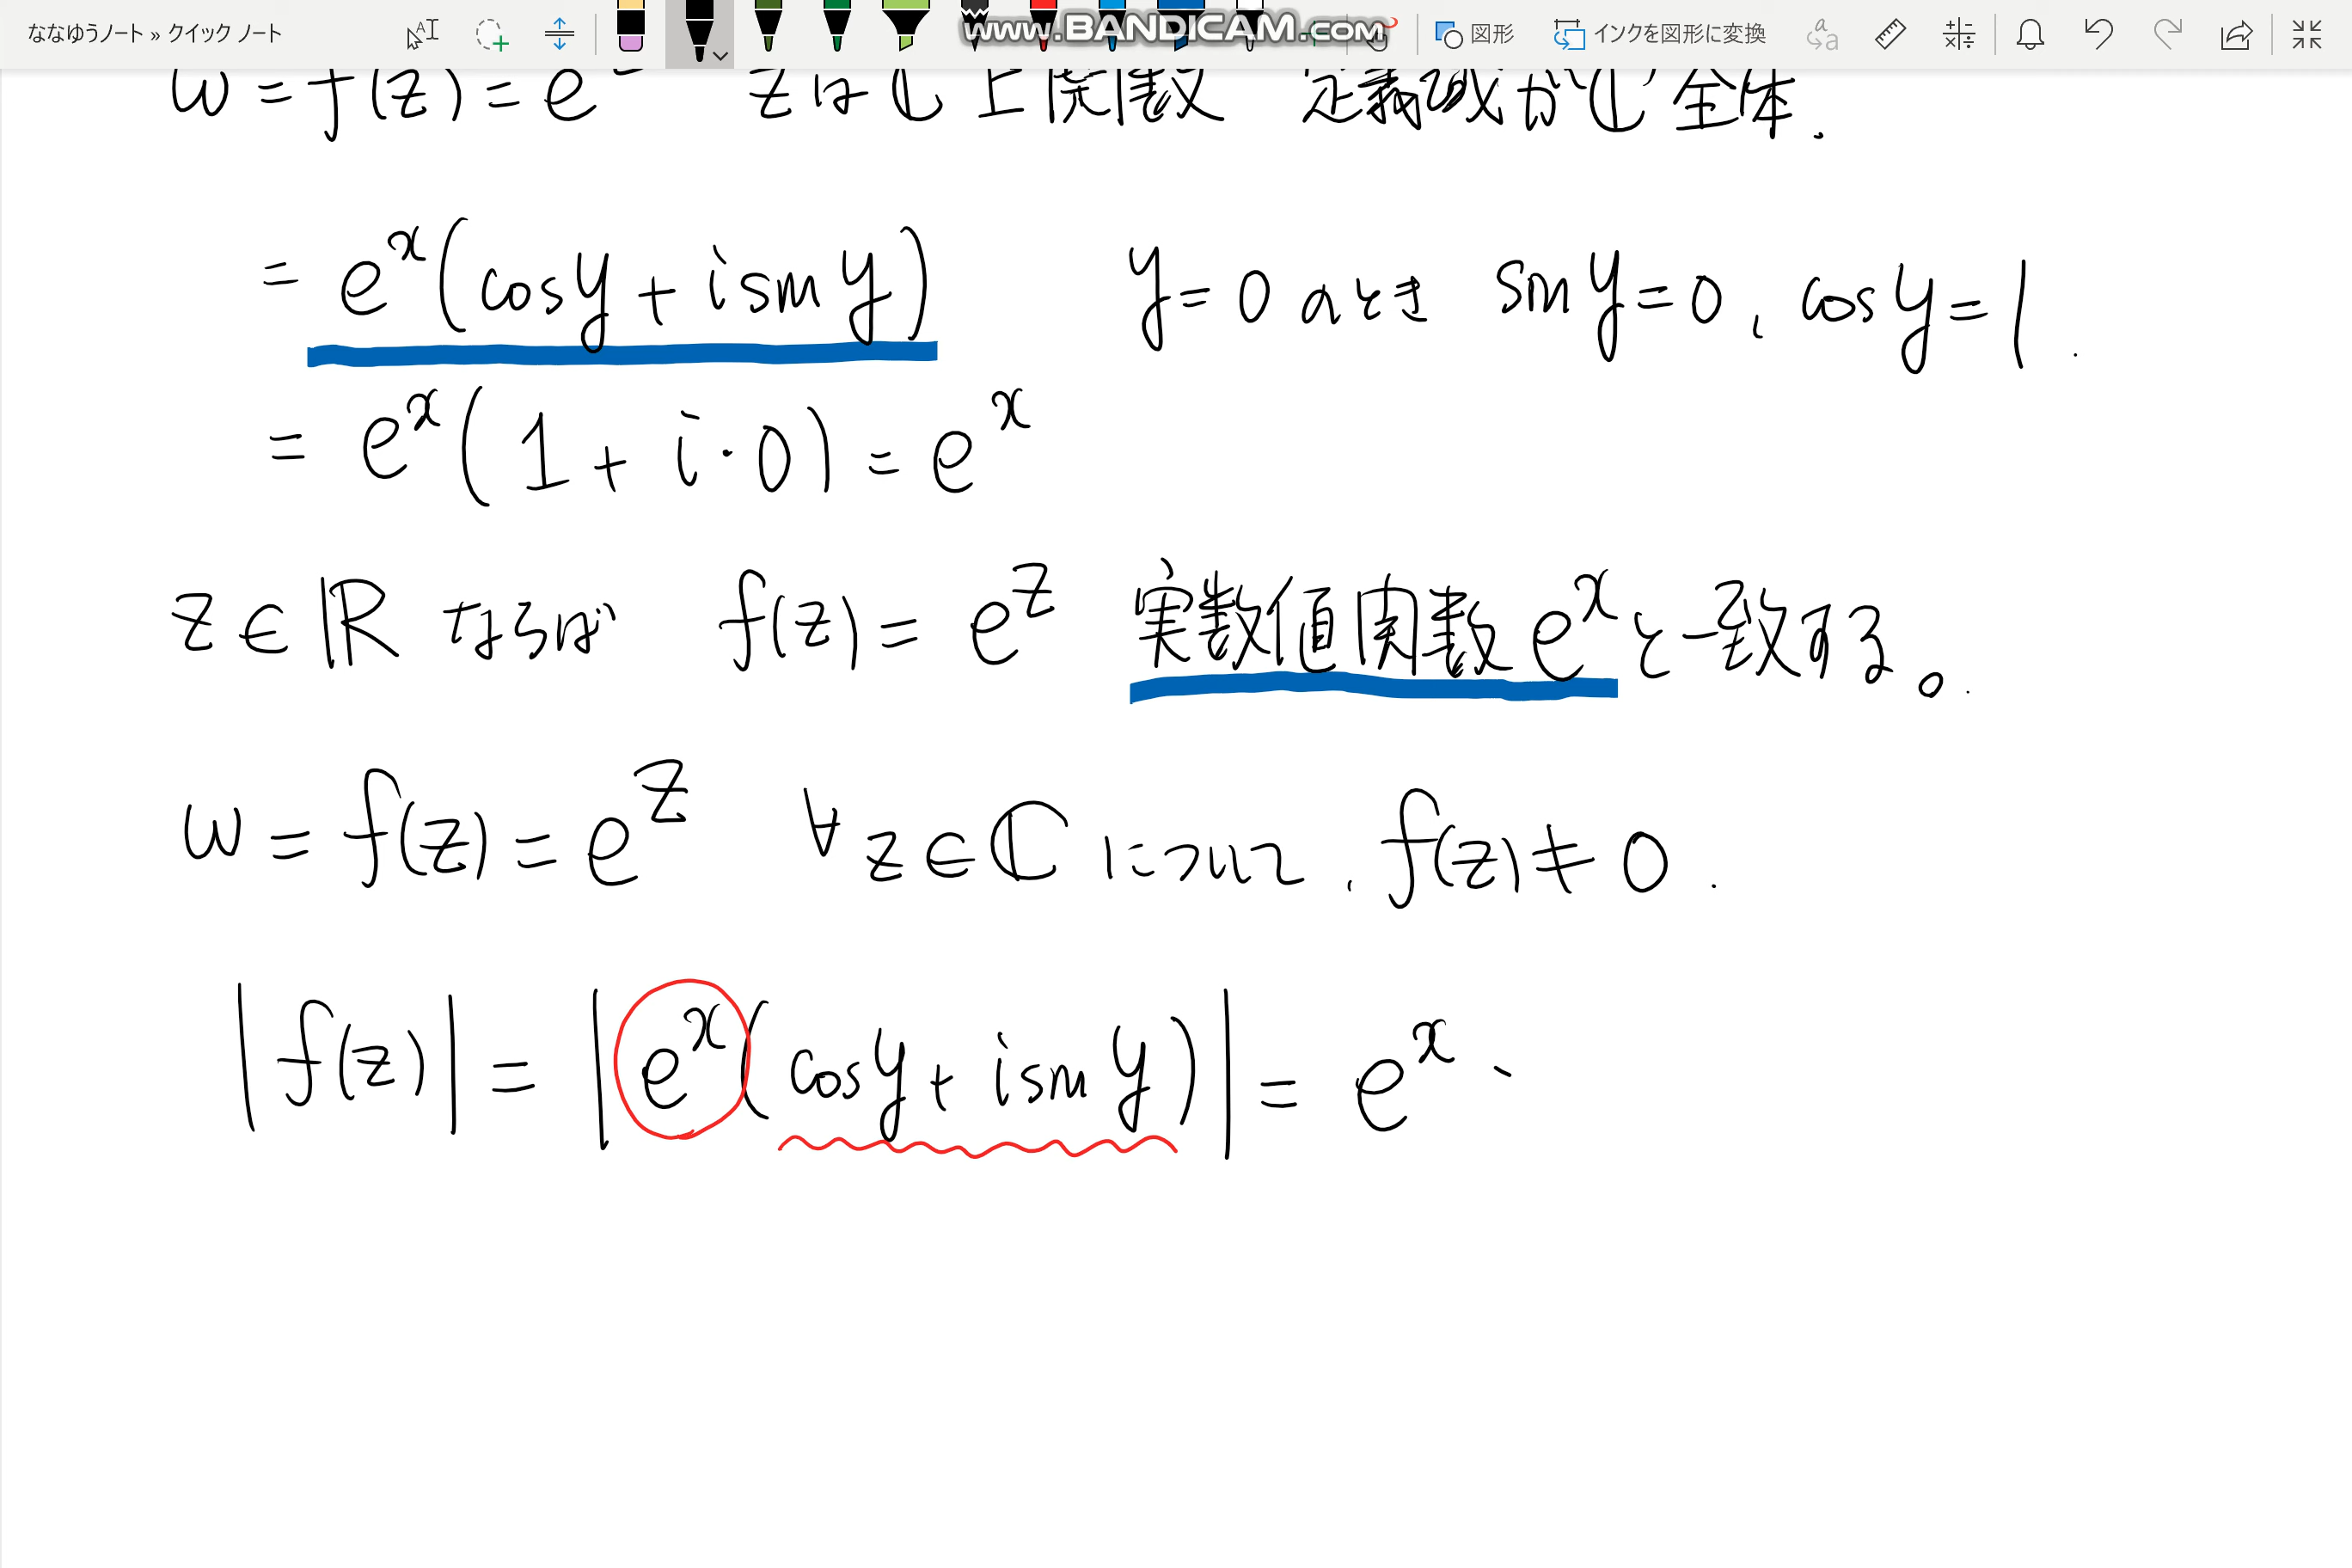 ななゆうノート » クイック ノート www.BANDICAM.com 図形 インクを図形に変換
w = f(z) = e zはℂ上関数 定義域がℂ全体.
= e^x(cos y + i sin y) y = 0 のとき sin y = 0, cos y = 1.
= e^x(1 + i・0) = e^x
z ∈ ℝ ならば f(z) = e^z 実数値関数 e^x と一致する。
w = f(z) = e^z ∀z ∈ ℂ について, f(z) ≠ 0.
|f(z)| = |e^x(cos y + i sin y)| = e^x ・